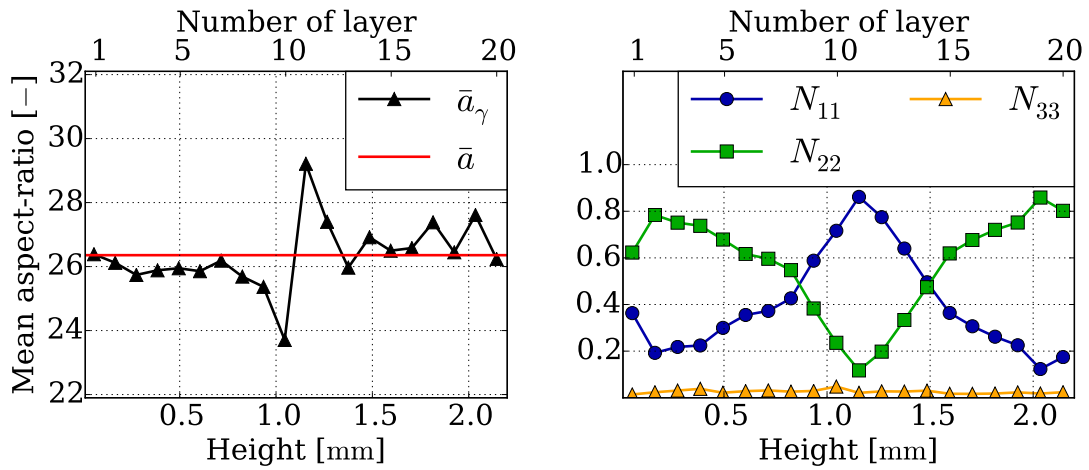 Number of layer
1 5 10 15 20
Mean aspect-ratio [−]
32
30
28
26
24
22
ā_γ
ā
0.5 1.0 1.5 2.0
Height [mm]
Number of layer
1 5 10 15 20
N_11 N_33
N_22
1.0
0.8
0.6
0.4
0.2
0.5 1.0 1.5 2.0
Height [mm]